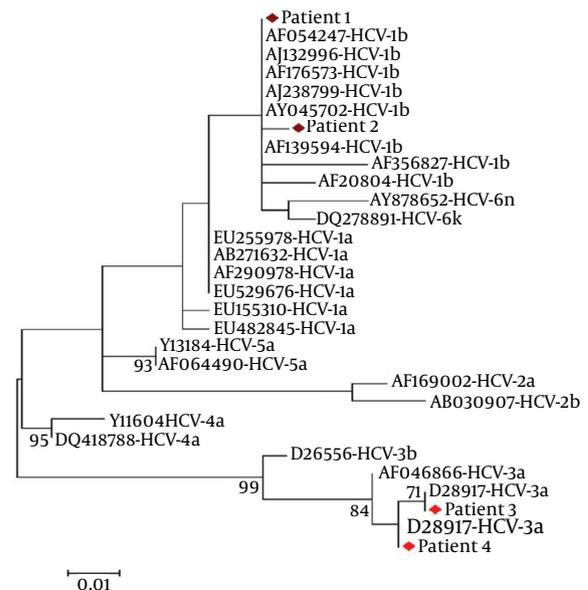 Patient 1
AF054247-HCV-1b
AJ132996-HCV-1b
AF176573-HCV-1b
AJ238799-HCV-1b
AY045702-HCV-1b
Patient 2
AF139594-HCV-1b
AF356827-HCV-1b
AF20804-HCV-1b
AY878652-HCV-6n
DQ278891-HCV-6k
EU255978-HCV-1a
AB271632-HCV-1a
AF290978-HCV-1a
EU529676-HCV-1a
EU155310-HCV-1a
EU482845-HCV-1a
Y13184-HCV-5a
93 AF064490-HCV-5a
AF169002-HCV-2a
AB030907-HCV-2b
Y11604HCV-4a
95 DQ418788-HCV-4a
D26556-HCV-3b
99
AF046866-HCV-3a
71 D28917-HCV-3a
84 Patient 3
D28917-HCV-3a
Patient 4
0.01